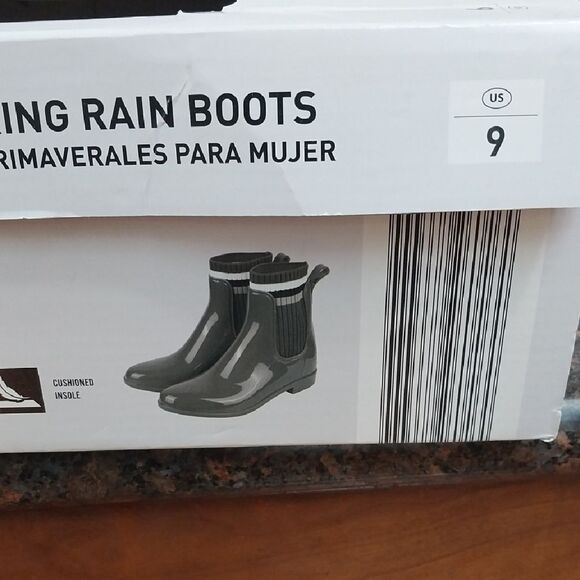 ING RAIN BOOTS
RIMAVERALES PARA MUJER
US
9
CUSHIONED
INSOLE